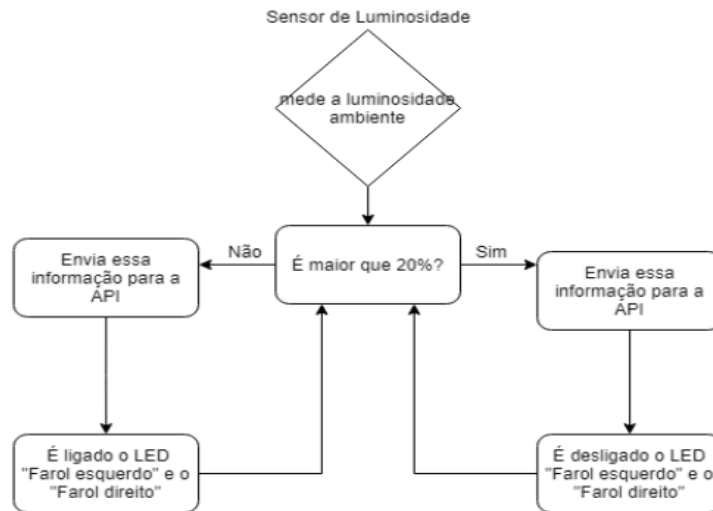 Sensor de Luminosidade
mede a luminosidade
ambiente
Não
É maior que 20%?
Sim
Envia essa
informação para a
API
Envia essa
informação para a
API
É ligado o LED
"Farol esquerdo" e o
"Farol direito"
É desligado o LED
"Farol esquerdo" e o
"Farol direito"